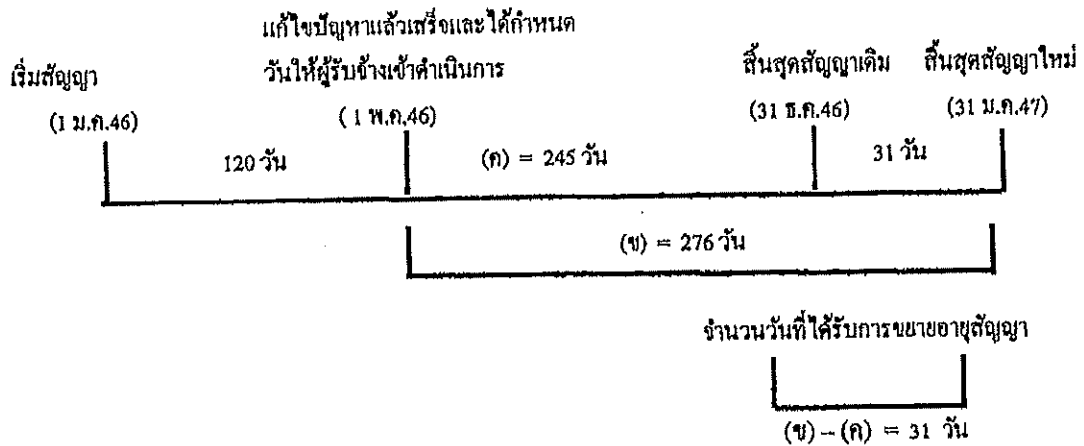 แก้ไขปัญหาแล้วเสร็จและได้กำหนด
วันให้ผู้รับจ้างเข้าดำเนินการ
เริ่มสัญญา
สิ้นสุดสัญญาเดิม
สิ้นสุดสัญญาใหม่
(1 ม.ค.46)
(1 พ.ค.46)
(31 ธ.ค.46)
(31 ม.ค.47)
120 วัน
(ค) = 245 วัน
31 วัน
(ข) = 276 วัน
จำนวนวันที่ได้รับการขยายอายุสัญญา
(ข) – (ค) = 31 วัน